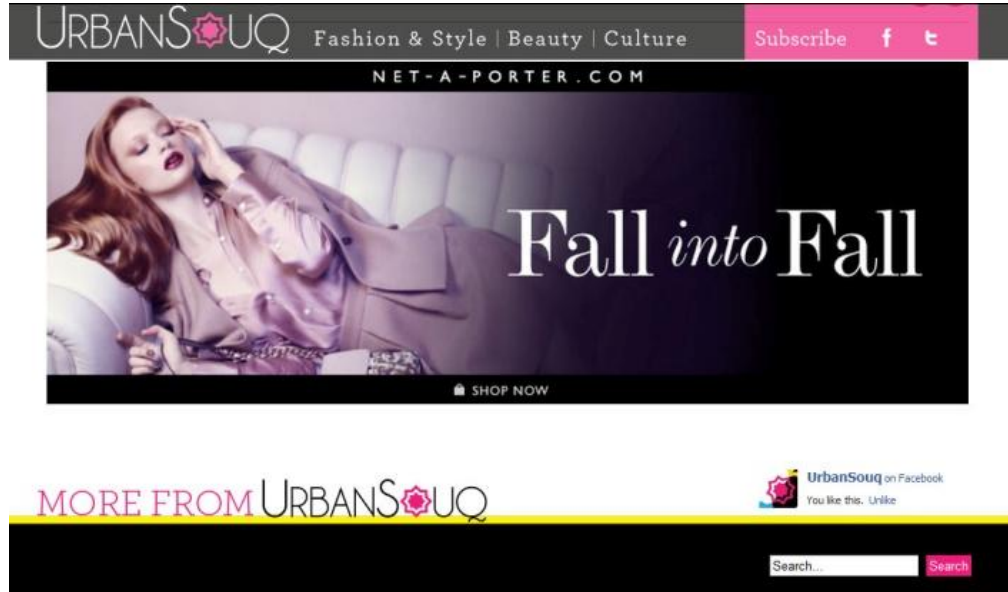 URBANSOUQ Fashion & Style | Beauty | Culture Subscribe
NET-A-PORTER.COM
Fall into Fall
SHOP NOW
MORE FROM URBANSOUQ
UrbanSouq on Facebook
You like this. Unlike
Search... Search